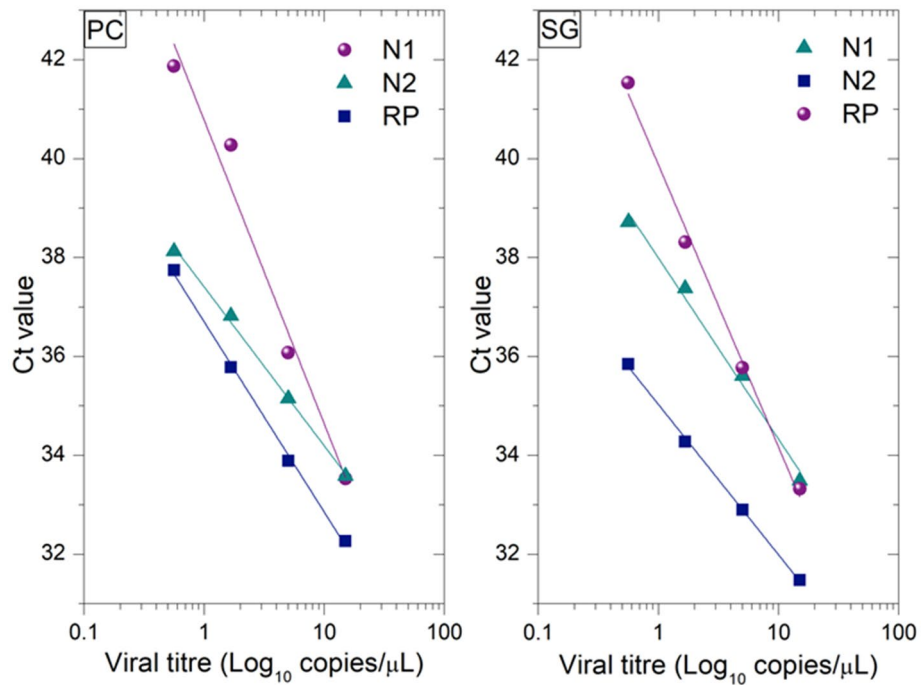 PC
N1
N2
RP
42
40
38
36
34
32
Ct value
0.1 1 10 100
Viral titre (Log10 copies/μL)
SG
N1
N2
RP
42
40
38
36
34
32
Ct value
0.1 1 10 100
Viral titre (Log10 copies/μL)